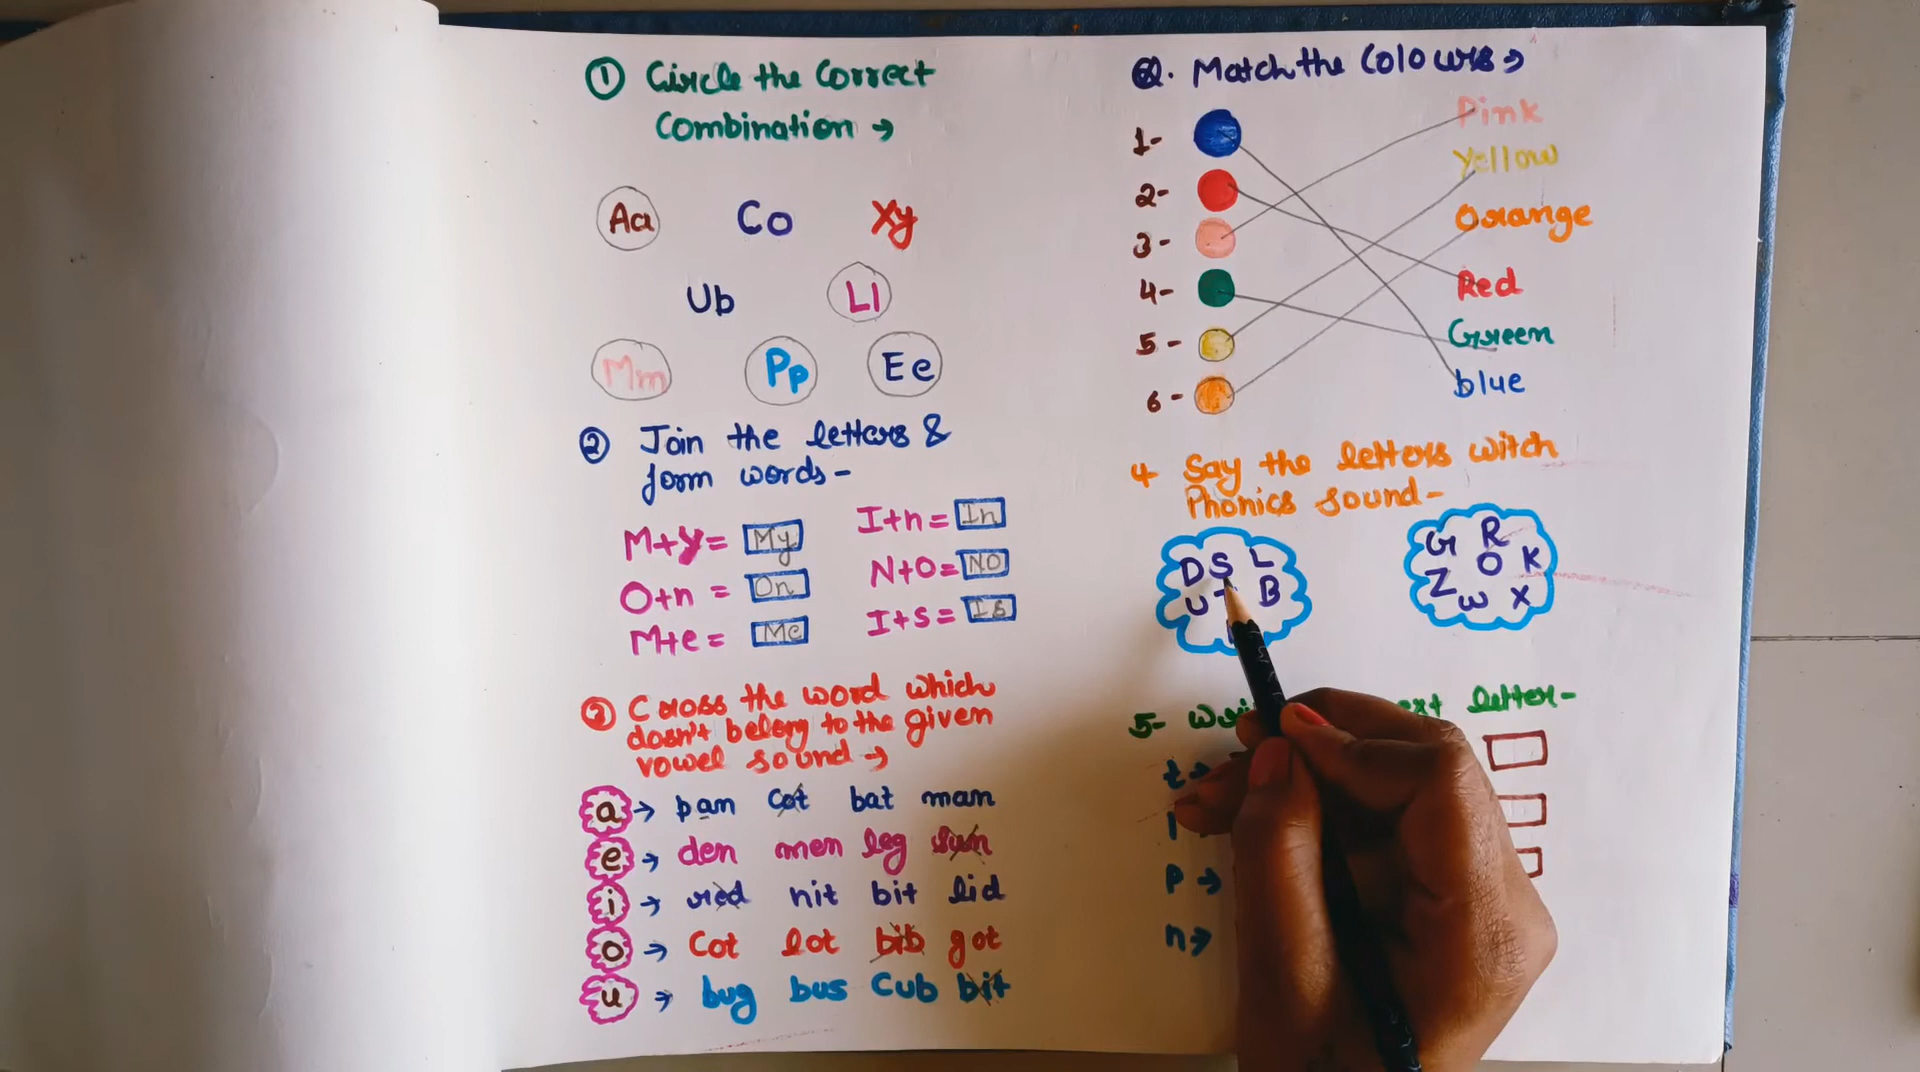 ① Circle the Correct
Combination →
Aa Co Xy
Ub Ll
Mm Pp Ee
② Join the letters &
form words-
M+y= My
O+n = On
M+e= Me
I+n= In
N+O= NO
I+s= Is
③ Cross the word which
dosn't belong to the given
vowel sound →
a → pan cot bat man
e → den men leg sun
i → red nit bit lid
o → Cot lot bib got
u → bug bus Cub bit
Q. Match the Colours →
1- Pink
2- Yellow
3- Orange
4- Red
5- Green
6- blue
4 Say the letters witch
Phonics sound-
D S L
U T B
G R
Z O K
W X
5- letter-
t→
l
p→
n→